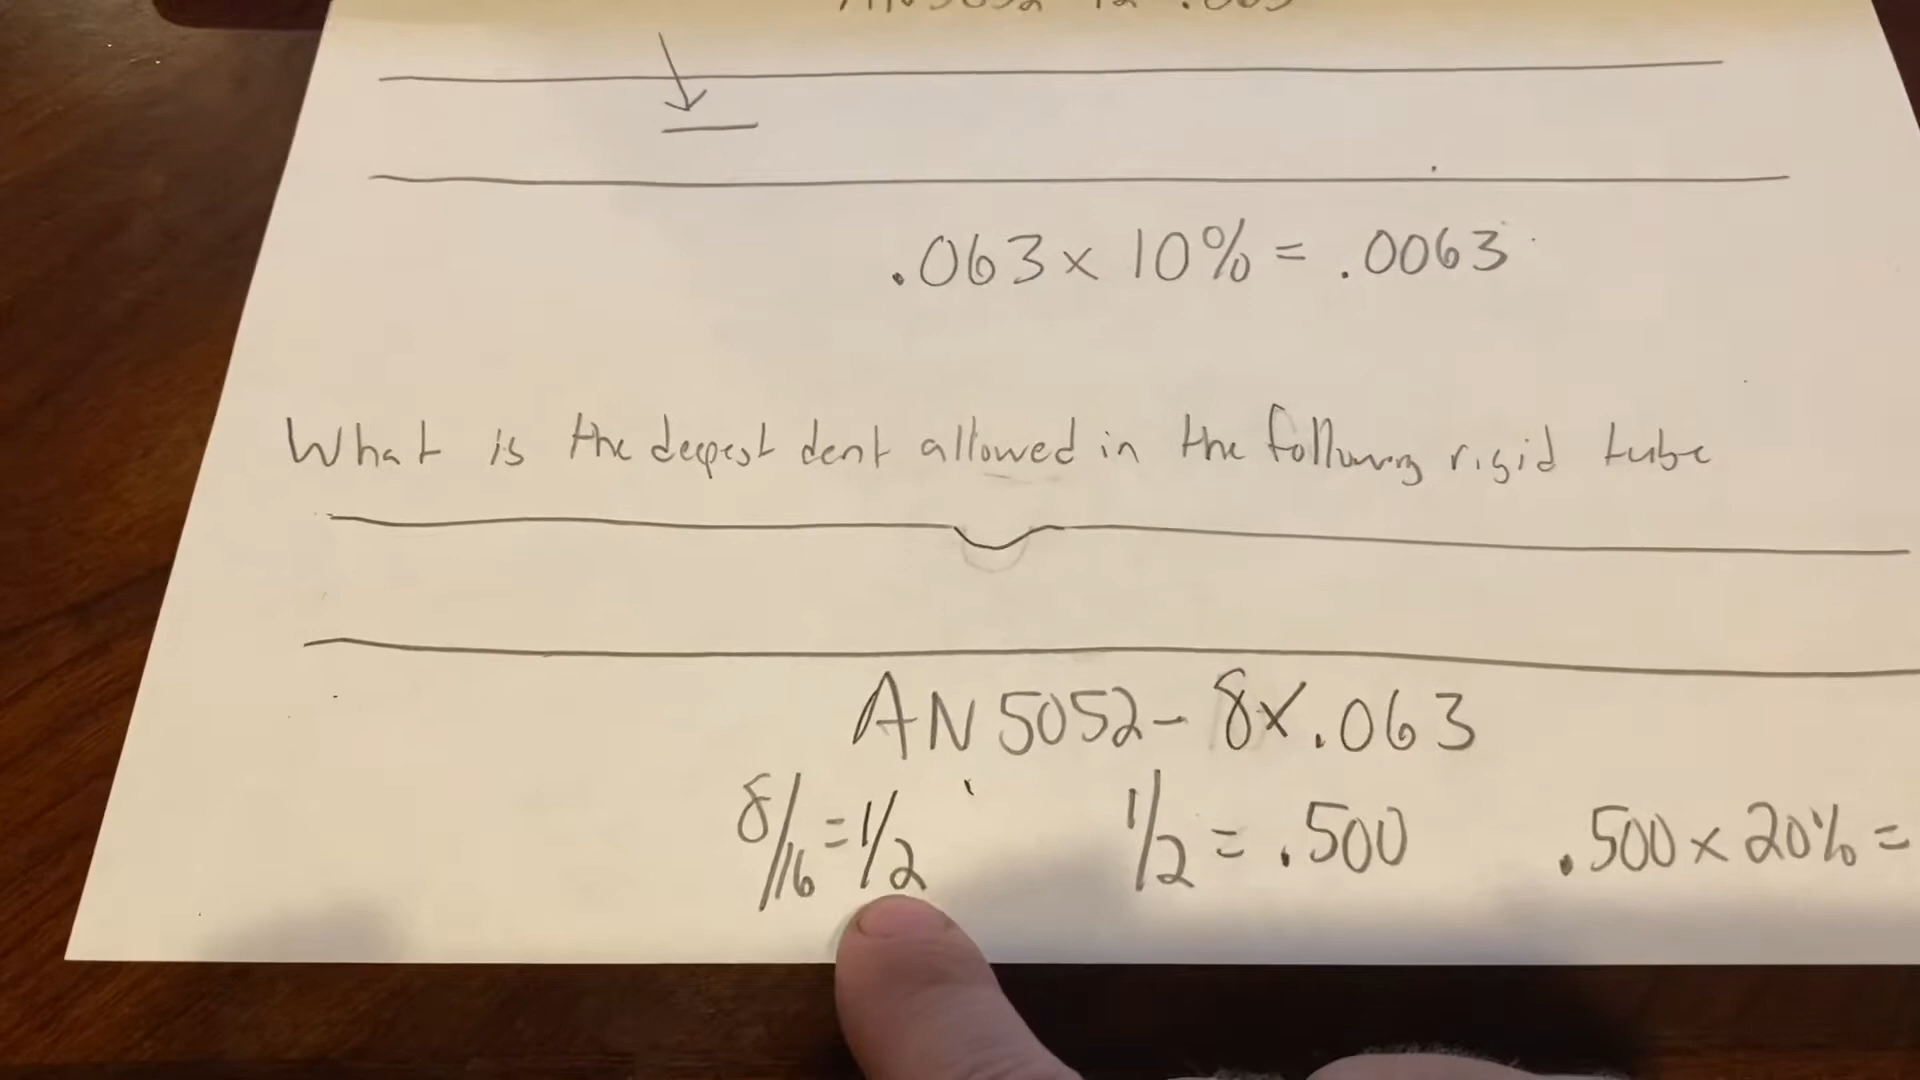 .063 x 10% = .0063
What is the deepest dent allowed in the following rigid tube
AN 5052 - 8 x .063
8/16 = 1/2 1/2 = .500 .500 x 20% =